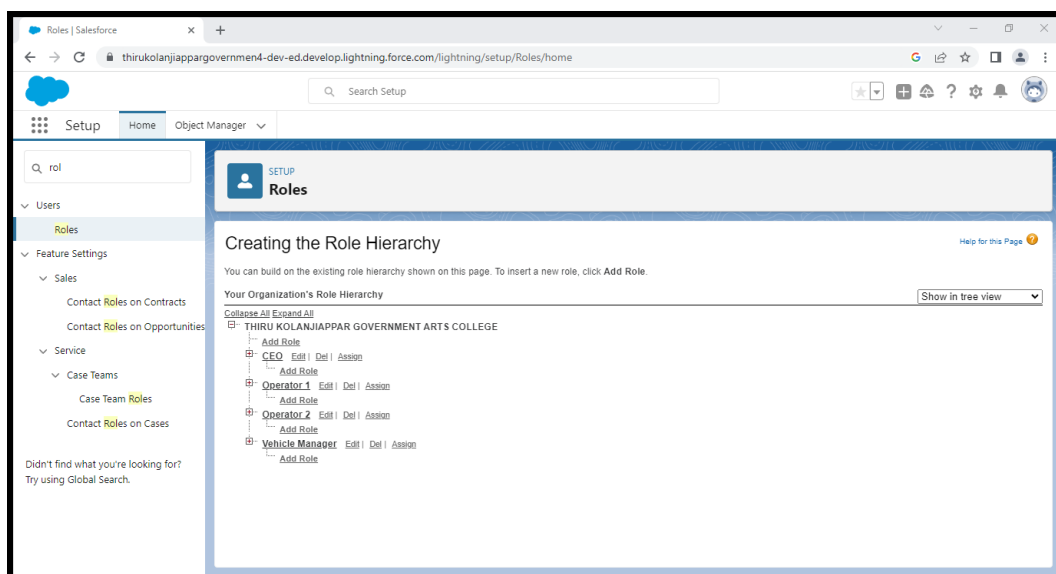 Roles | Salesforce
thirukolanjiappargovernmen4-dev-ed.develop.lightning.force.com/lightning/setup/Roles/home
Search Setup
Setup Home Object Manager
rol
Users
Roles
Feature Settings
Sales
Contact Roles on Contracts
Contact Roles on Opportunities
Service
Case Teams
Case Team Roles
Contact Roles on Cases
Didn't find what you're looking for?
Try using Global Search.
SETUP
Roles
Creating the Role Hierarchy
Help for this Page
You can build on the existing role hierarchy shown on this page. To insert a new role, click Add Role.
Your Organization's Role Hierarchy
Show in tree view
Collapse All Expand All
THIRU KOLANJIAPPAR GOVERNMENT ARTS COLLEGE
Add Role
CEO Edit | Del | Assign
Add Role
Operator 1 Edit | Del | Assign
Add Role
Operator 2 Edit | Del | Assign
Add Role
Vehicle Manager Edit | Del | Assign
Add Role